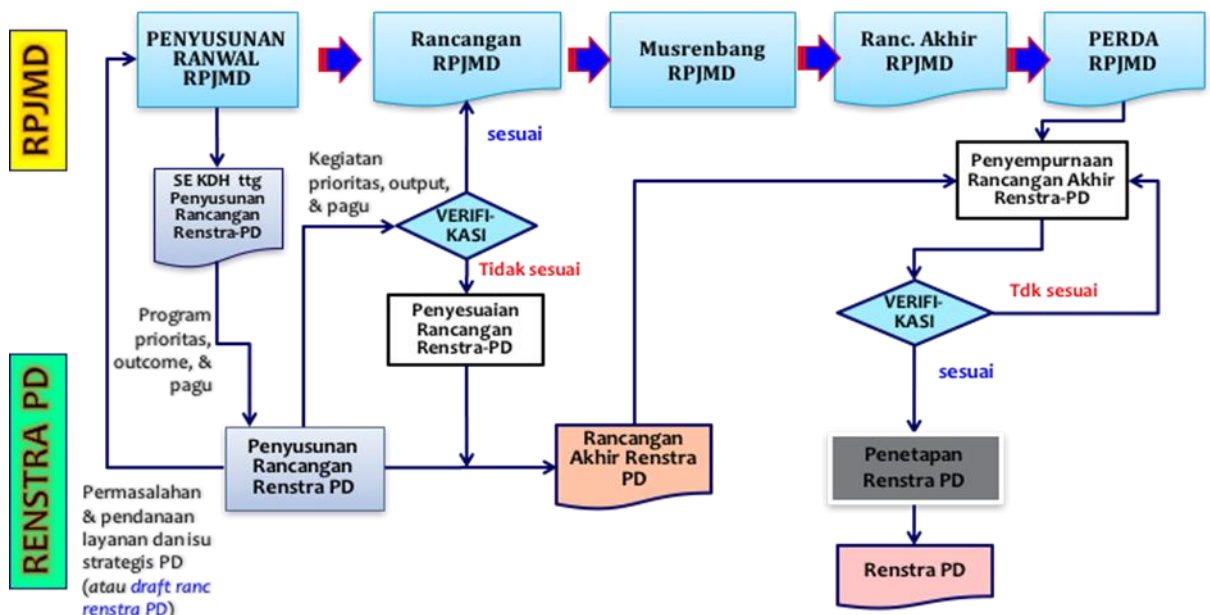 RPJMD
PENYUSUNAN
RANWAL
RPJMD
Rancangan
RPJMD
Musrenbang
RPJMD
Ranc. Akhir
RPJMD
PERDA
RPJMD
SE KDH ttg
Penyusunan
Rancangan
Renstra-PD
Kegiatan
prioritas, output,
& pagu
sesuai
VERIFI-
KASI
Tidak sesuai
Penyesuaian
Rancangan
Renstra-PD
Penyempurnaan
Rancangan Akhir
Renstra-PD
VERIFI-
KASI
Tdk sesuai
sesuai
Program
prioritas,
outcome, &
pagu
RENSTRA PD
Penyusunan
Rancangan
Renstra PD
Rancangan
Akhir Renstra
PD
Penetapan
Renstra PD
Renstra PD
Permasalahan
& pendanaan
layanan dan isu
strategis PD
(atau draft ranc
renstra PD)